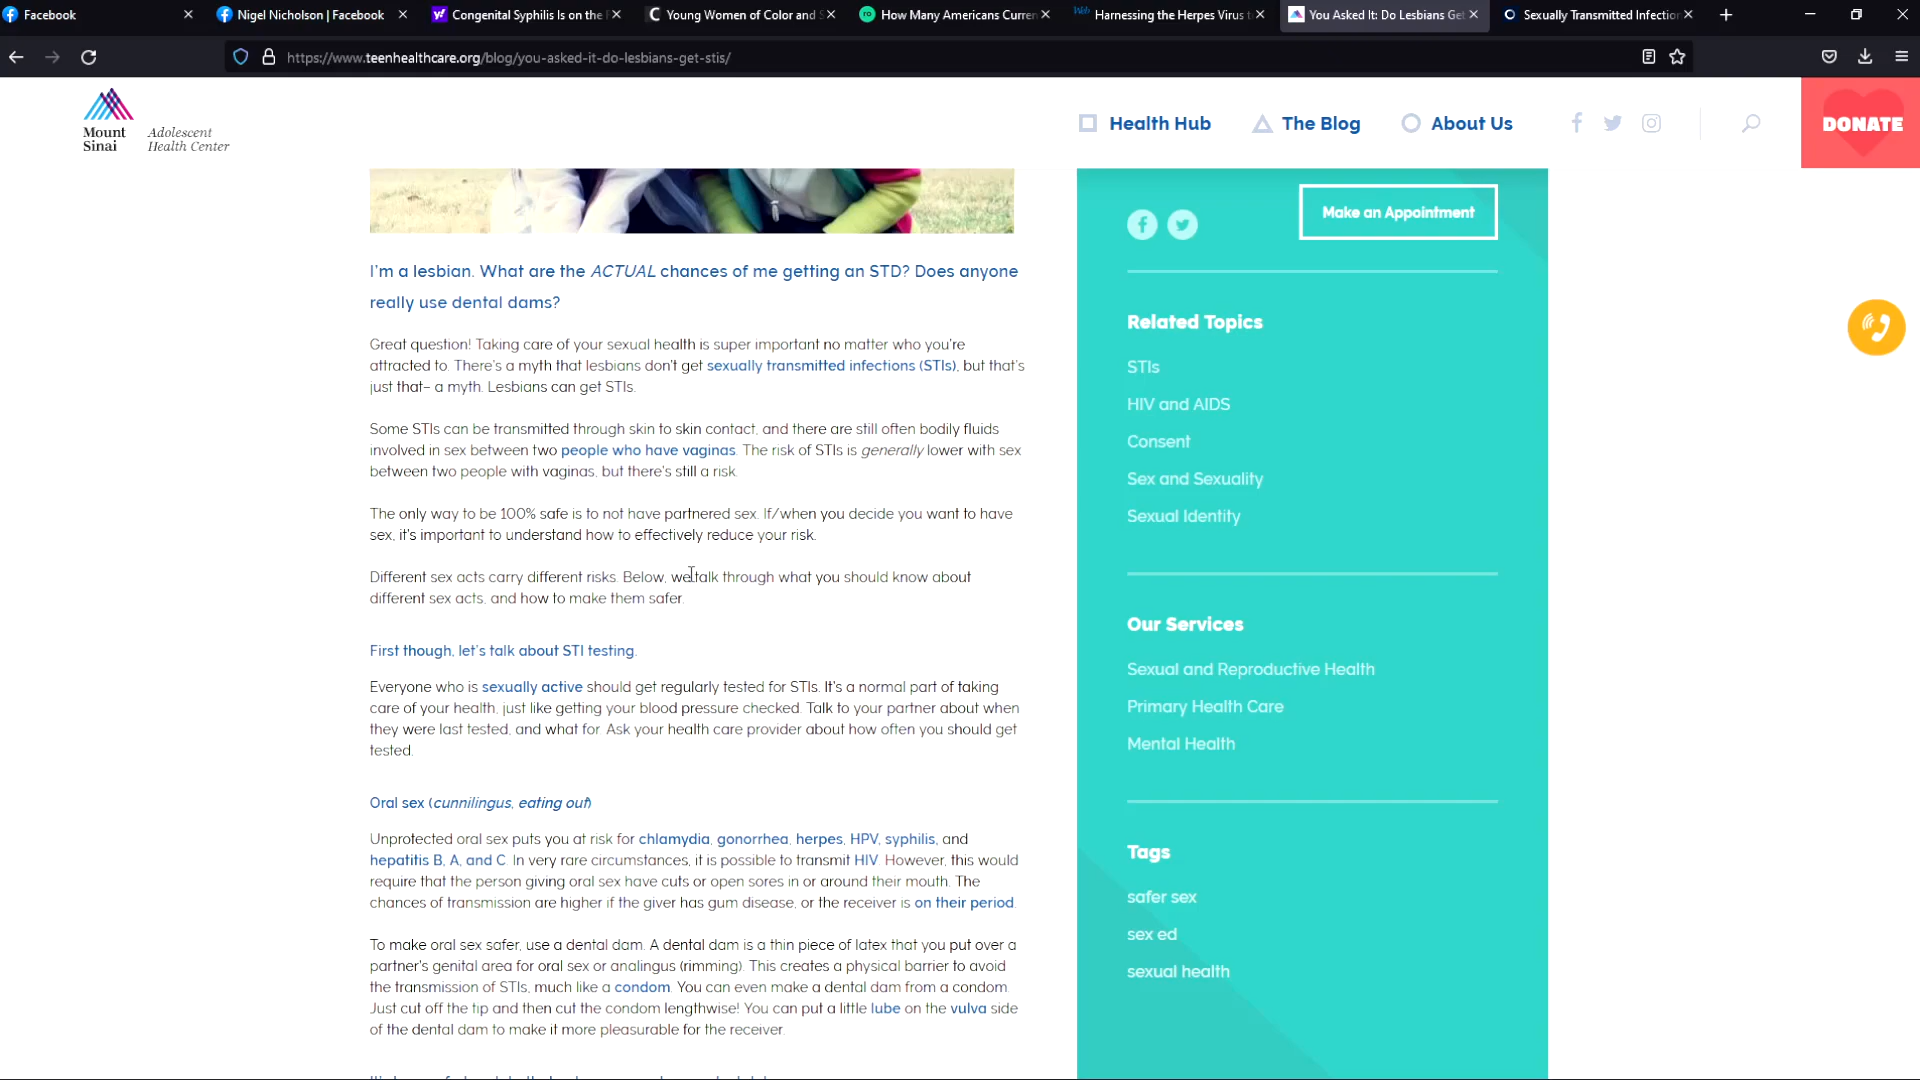 Facebook
Nigel Nicholson | Facebook
Congenital Syphilis Is on the
Young Women of Color and
How Many Americans Curren
Harnessing the Herpes Virus
You Asked It: Do Lesbians Get
Sexually Transmitted Infection
https://www.teenhealthcare.org/blog/you-asked-it-do-lesbians-get-stis/
Mount
Sinai
Adolescent
Health Center
Health Hub
The Blog
About Us
DONATE
I'm a lesbian. What are the ACTUAL chances of me getting an STD? Does anyone
really use dental dams?
Great question! Taking care of your sexual health is super important no matter who you're
attracted to. There's a myth that lesbians don't get sexually transmitted infections (STIs), but that's
just that– a myth. Lesbians can get STIs.
Some STIs can be transmitted through skin to skin contact, and there are still often bodily fluids
involved in sex between two people who have vaginas. The risk of STIs is generally lower with sex
between two people with vaginas, but there's still a risk.
The only way to be 100% safe is to not have partnered sex. If/when you decide you want to have
sex, it's important to understand how to effectively reduce your risk.
Different sex acts carry different risks. Below, we talk through what you should know about
different sex acts, and how to make them safer.
First though, let's talk about STI testing.
Everyone who is sexually active should get regularly tested for STIs. It's a normal part of taking
care of your health, just like getting your blood pressure checked. Talk to your partner about when
they were last tested, and what for. Ask your health care provider about how often you should get
tested.
Oral sex (cunnilingus, eating out)
Unprotected oral sex puts you at risk for chlamydia, gonorrhea, herpes, HPV, syphilis, and
hepatitis B, A, and C. In very rare circumstances, it is possible to transmit HIV. However, this would
require that the person giving oral sex have cuts or open sores in or around their mouth. The
chances of transmission are higher if the giver has gum disease, or the receiver is on their period.
To make oral sex safer, use a dental dam. A dental dam is a thin piece of latex that you put over a
partner's genital area for oral sex or analingus (rimming). This creates a physical barrier to avoid
the transmission of STIs, much like a condom. You can even make a dental dam from a condom.
Just cut off the tip and then cut the condom lengthwise! You can put a little lube on the vulva side
of the dental dam to make it more pleasurable for the receiver.
Make an Appointment
Related Topics
STIs
HIV and AIDS
Consent
Sex and Sexuality
Sexual Identity
Our Services
Sexual and Reproductive Health
Primary Health Care
Mental Health
Tags
safer sex
sex ed
sexual health